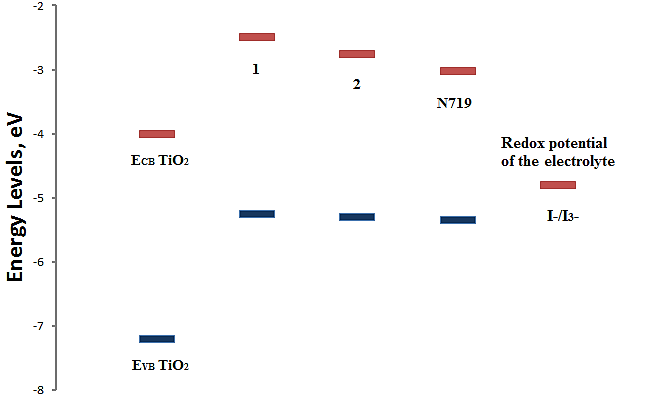 Energy Levels, eV
-2
-3
-4
-5
-6
-7
-8
1
2
N719
ECB TiO2
Redox potential
of the electrolyte
I-/I3-
EVB TiO2